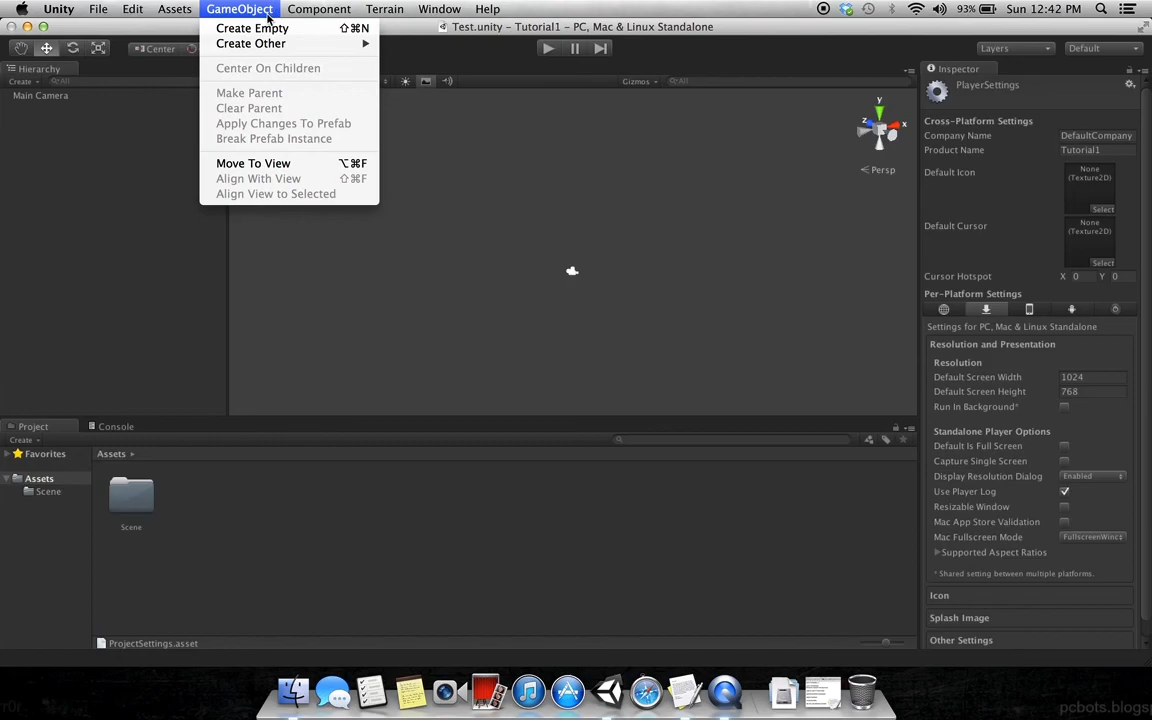 Unity File Edit Assets GameObject Component Terrain Window Help 93% Sun 12:42 PM
Test.unity - Tutorial1 - PC, Mac & Linux Standalone
Create Empty ⇧⌘N
Create Other
Center On Children
Make Parent
Clear Parent
Apply Changes To Prefab
Break Prefab Instance
Move To View ⌥⌘F
Align With View ⇧⌘F
Align View to Selected
Center
Layers
Default
Hierarchy
Create
All
Main Camera
Gizmos
All
y
z
x
Persp
Inspector
PlayerSettings
Cross-Platform Settings
Company Name DefaultCompany
Product Name Tutorial1
Default Icon
None
(Texture2D)
Select
Default Cursor
None
(Texture2D)
Select
Cursor Hotspot X 0 Y 0
Per-Platform Settings
Settings for PC, Mac & Linux Standalone
Resolution and Presentation
Resolution
Default Screen Width 1024
Default Screen Height 768
Run In Background*
Standalone Player Options
Default Is Full Screen
Capture Single Screen
Display Resolution Dialog Enabled
Use Player Log
Resizable Window
Mac App Store Validation
Mac Fullscreen Mode FullscreenWinc
Supported Aspect Ratios
* Shared setting between multiple platforms.
Icon
Splash Image
Other Settings
Project
Console
Create
Favorites
Assets
Scene
Assets
Scene
ProjectSettings.asset
pcbots.blogsp